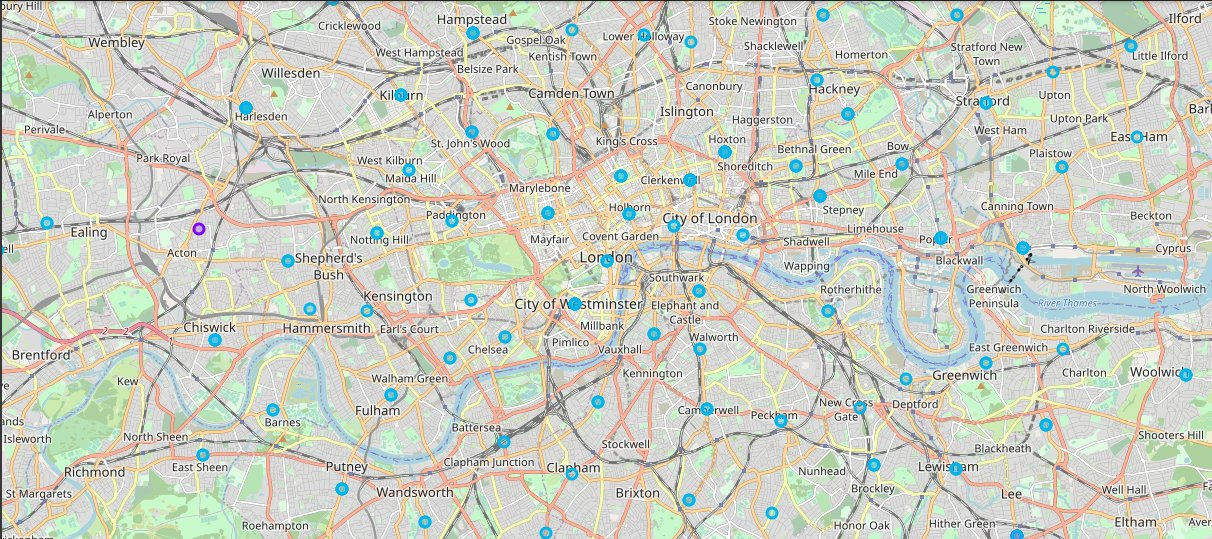 Cricklewood
Hampstead
Stoke Newington
Ilford
Wembley
West Hampstead
Gospel Oak
Lower Holloway
Shacklewell
Homerton
Stratford New
Town
Kentish Town
Little Ilford
Willesden
Belsize Park
Camden Town
Canonbury
Hackney
Upton
Kilburn
Stratford
Alperton
Harlesden
Islington
Haggerston
Upton Park
Perivale
West Ham
East Ham
St. John's Wood
King's Cross
Hoxton
Bethnal Green
Bow
Park Royal
West Kilburn
Maida Hill
Shoreditch
Plaistow
Clerkenwell
Mile End
Marylebone
North Kensington
Holborn
Stepney
Canning Town
Paddington
City of London
Beckton
Ealing
Limehouse
Notting Hill
Mayfair
Covent Garden
Shadwell
Poplar
Cyprus
Acton
Shepherd's
Bush
London
Blackwall
Wapping
Southwark
Rotherhithe
Greenwich
Peninsula
North Woolwich
Kensington
City of Westminster
Elephant and
Castle
River Thames
Chiswick
Hammersmith
Earl's Court
Millbank
Charlton Riverside
2
2
1
Pimlico
Walworth
Brentford
Chelsea
Vauxhall
East Greenwich
Kew
Walham Green
Kennington
Greenwich
Charlton
Woolwich
Fulham
Camberwell
Peckham
New Cross
Gate
Deptford
Barnes
Battersea
Isleworth
North Sheen
Stockwell
Blackheath
Shooters Hill
Richmond
East Sheen
Putney
Clapham Junction
Clapham
Nunhead
Lewisham
St Margarets
Wandsworth
Brixton
Brockley
Lee
Well Hall
Roehampton
Honor Oak
Hither Green
Eltham